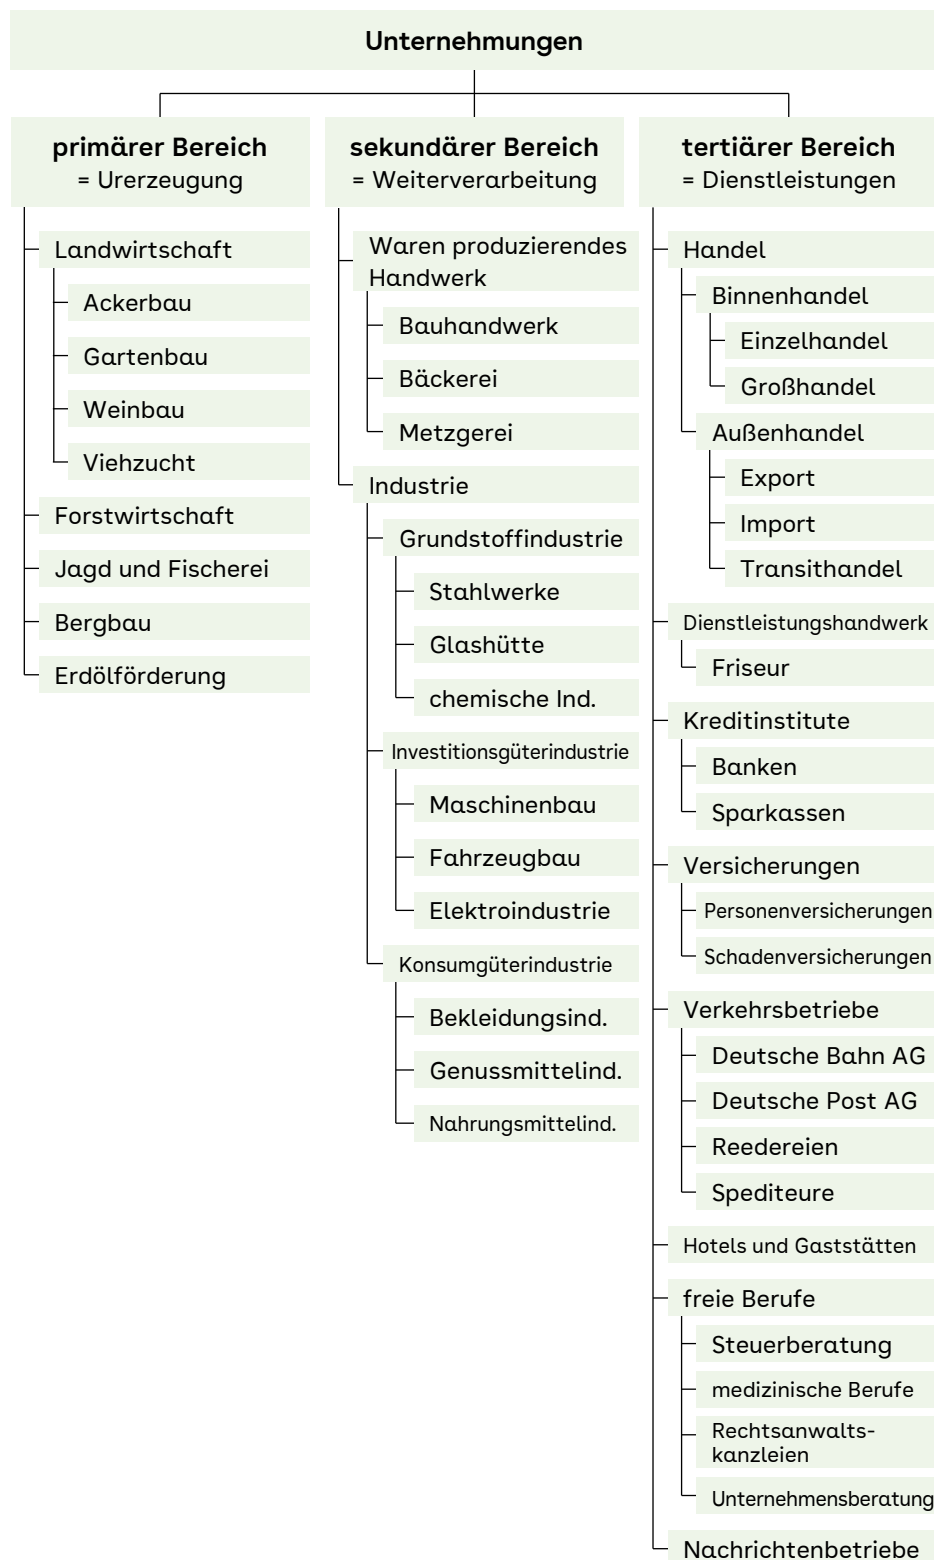 Unternehmungen
primärer Bereich
= Urerzeugung
Landwirtschaft
Ackerbau
Gartenbau
Weinbau
Viehzucht
Forstwirtschaft
Jagd und Fischerei
Bergbau
Erdölförderung
sekundärer Bereich
= Weiterverarbeitung
Waren produzierendes
Handwerk
Bauhandwerk
Bäckerei
Metzgerei
Industrie
Grundstoffindustrie
Stahlwerke
Glashütte
chemische Ind.
Investitionsgüterindustrie
Maschinenbau
Fahrzeugbau
Elektroindustrie
Konsumgüterindustrie
Bekleidungsind.
Genussmittelind.
Nahrungsmittelind.
tertiärer Bereich
= Dienstleistungen
Handel
Binnenhandel
Einzelhandel
Großhandel
Außenhandel
Export
Import
Transithandel
Dienstleistungshandwerk
Friseur
Kreditinstitute
Banken
Sparkassen
Versicherungen
Personenversicherungen
Schadenversicherungen
Verkehrsbetriebe
Deutsche Bahn AG
Deutsche Post AG
Reedereien
Spediteure
Hotels und Gaststätten
freie Berufe
Steuerberatung
medizinische Berufe
Rechtsanwalts-
kanzleien
Unternehmensberatung
Nachrichtenbetriebe